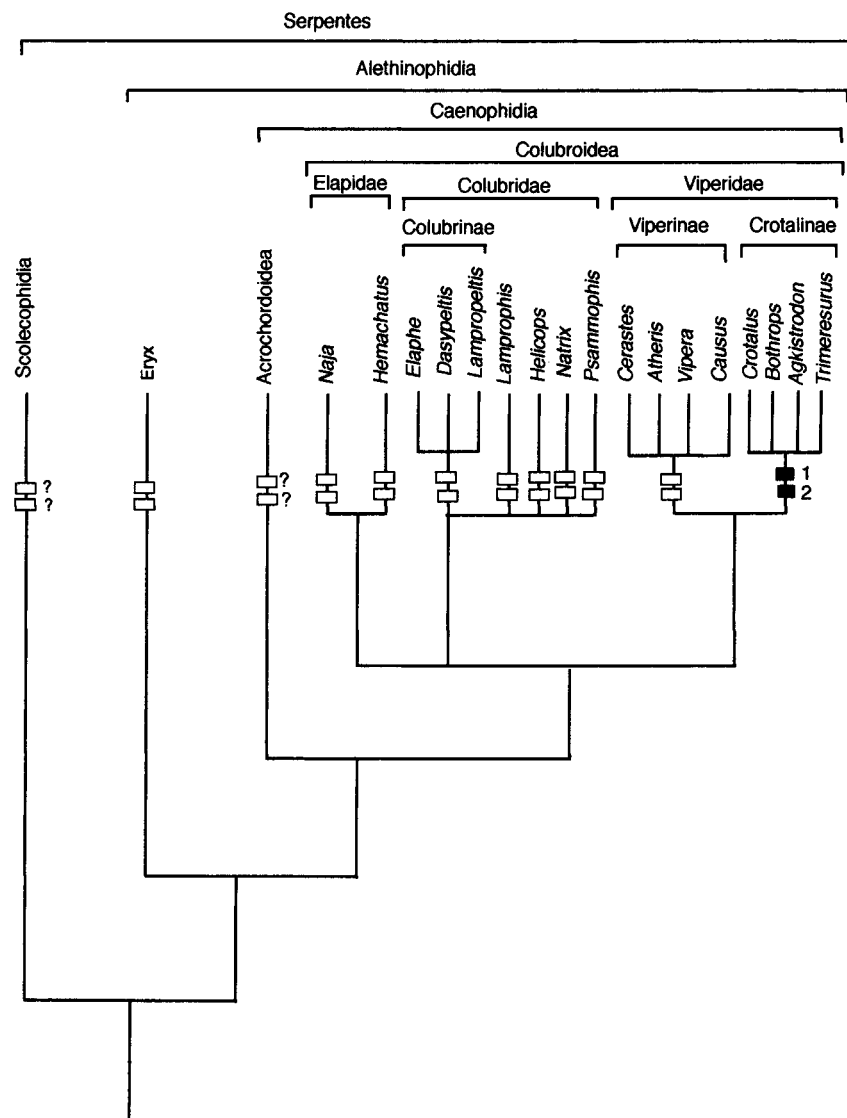 Serpentes
Alethinophidia
Caenophidia
Colubroidea
Elapidae
Colubridae
Viperidae
Colubrinae
Viperinae
Crotalinae
Scolecophidia
Eryx
Acrochordoidea
Naja
Hemachatus
Elaphe
Dasypeltis
Lampropeltis
Lamprophis
Helicops
Natrix
Psammophis
Cerastes
Atheris
Vipera
Causus
Crotalus
Bothrops
Agkistrodon
Trimeresurus
?
?
?
?
1
2